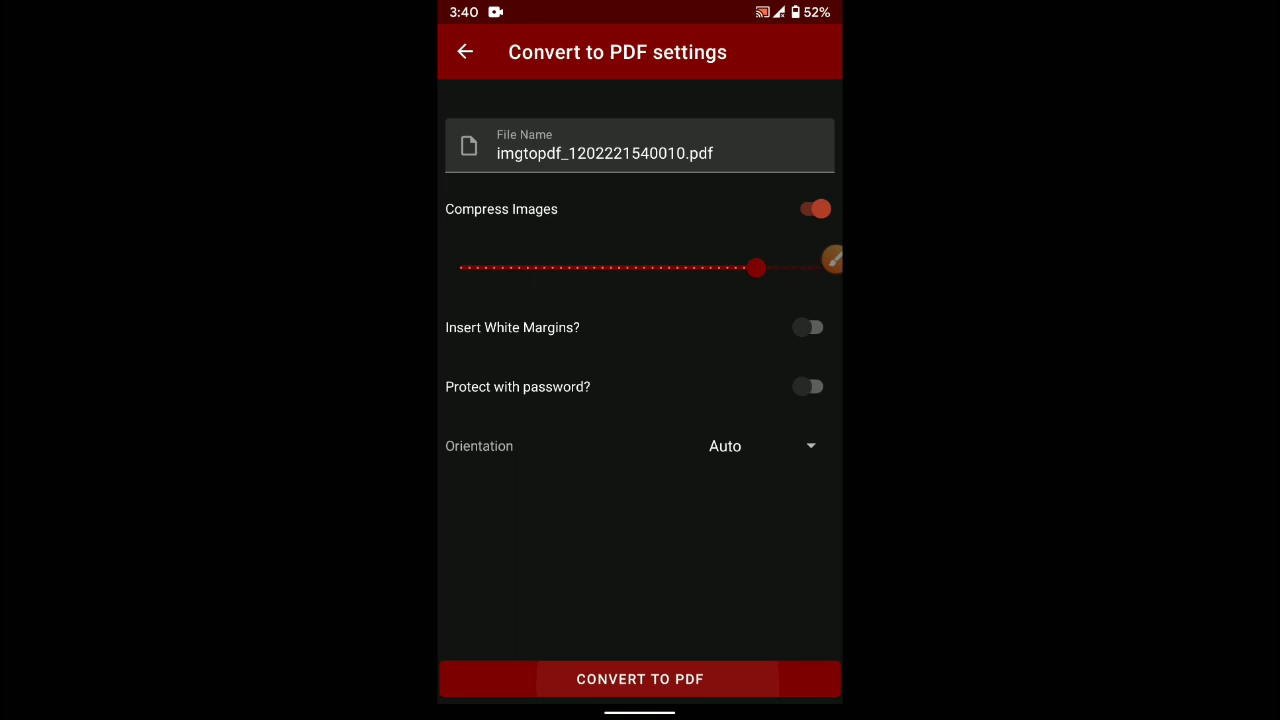 3:40 52%
Convert to PDF settings
File Name
imgtopdf_1202221540010.pdf
Compress Images
Insert White Margins?
Protect with password?
Orientation Auto
CONVERT TO PDF